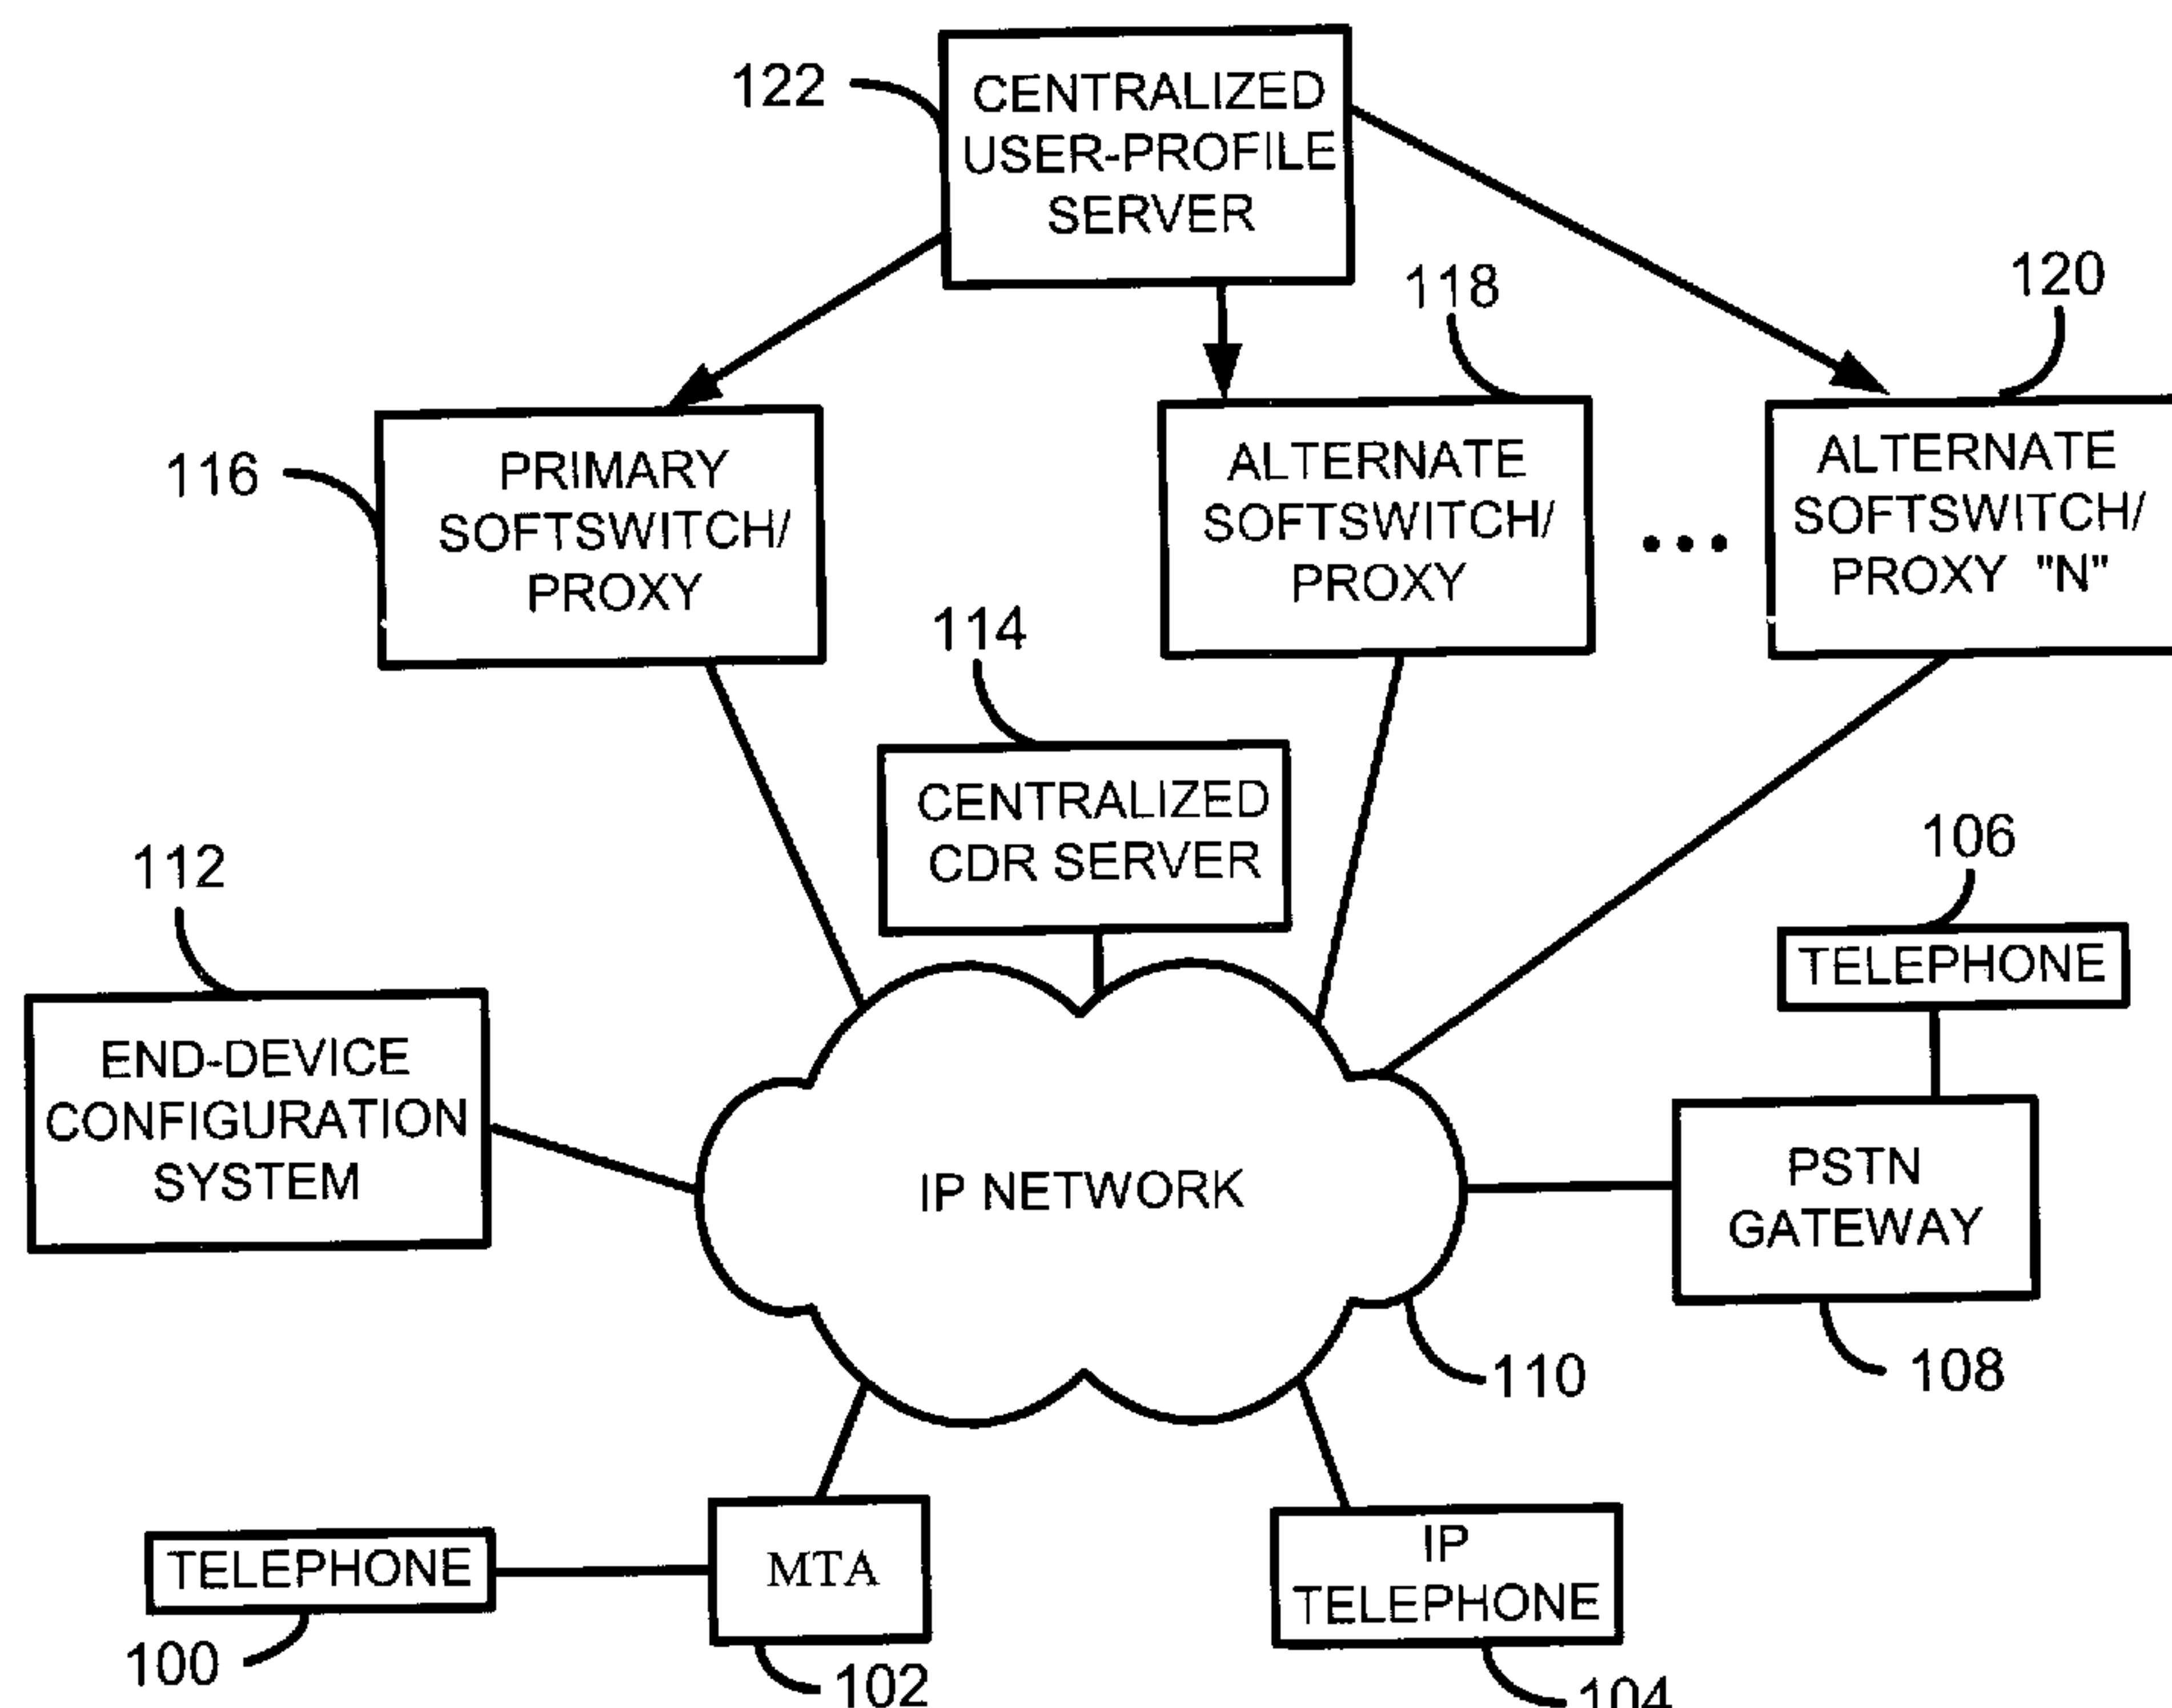 122
CENTRALIZED
USER-PROFILE
SERVER
118
120
116
PRIMARY
SOFTSWITCH/
PROXY
ALTERNATE
SOFTSWITCH/
PROXY
•••
ALTERNATE
SOFTSWITCH/
PROXY "N"
114
CENTRALIZED
CDR SERVER
112
106
TELEPHONE
END-DEVICE
CONFIGURATION
SYSTEM
IP NETWORK
PSTN
GATEWAY
110
108
TELEPHONE
100
MTA
102
IP
TELEPHONE
104